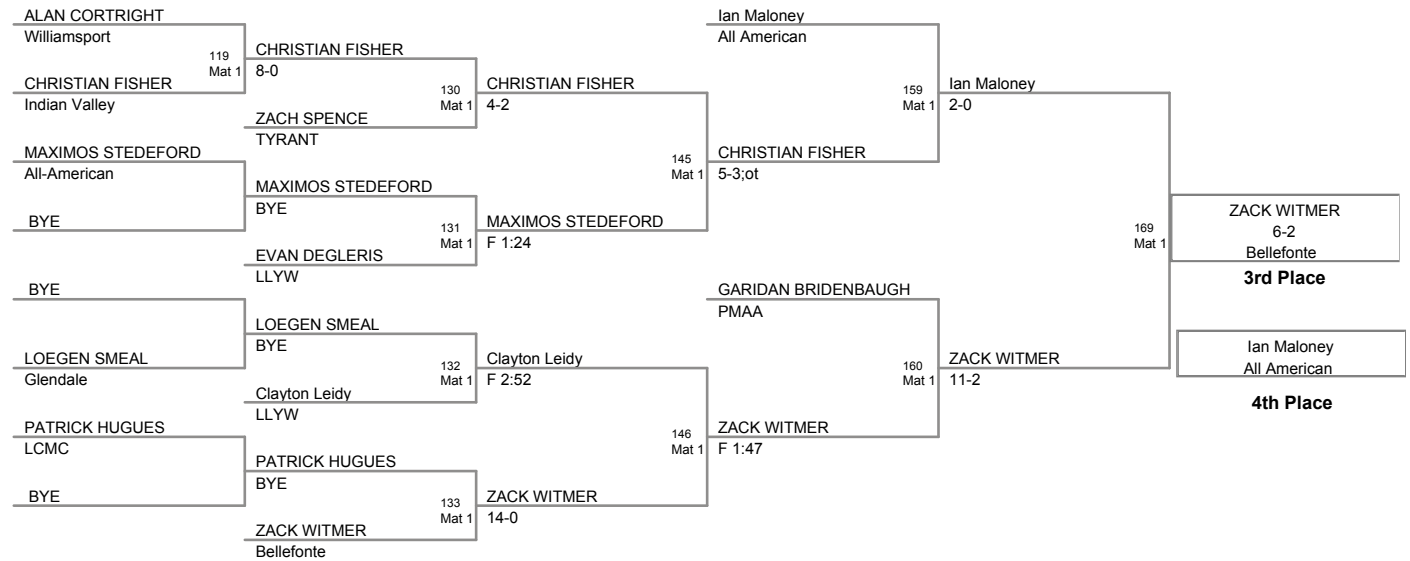 ALAN CORTRIGHT
Williamsport
119
Mat 1
CHRISTIAN FISHER
8-0
CHRISTIAN FISHER
Indian Valley
130
Mat 1
CHRISTIAN FISHER
4-2
ZACH SPENCE
TYRANT
MAXIMOS STEDEFORD
All-American
MAXIMOS STEDEFORD
BYE
BYE
131
Mat 1
MAXIMOS STEDEFORD
F 1:24
EVAN DEGLERIS
LLYW
145
Mat 1
CHRISTIAN FISHER
5-3;ot
Ian Maloney
All American
159
Mat 1
Ian Maloney
2-0
BYE
LOEGEN SMEAL
BYE
LOEGEN SMEAL
Glendale
132
Mat 1
Clayton Leidy
F 2:52
Clayton Leidy
LLYW
PATRICK HUGUES
LCMC
PATRICK HUGUES
BYE
BYE
133
Mat 1
ZACK WITMER
14-0
ZACK WITMER
Bellefonte
146
Mat 1
ZACK WITMER
F 1:47
GARIDAN BRIDENBAUGH
PMAA
160
Mat 1
ZACK WITMER
11-2
169
Mat 1
ZACK WITMER
6-2
Bellefonte
3rd Place
Ian Maloney
All American
4th Place